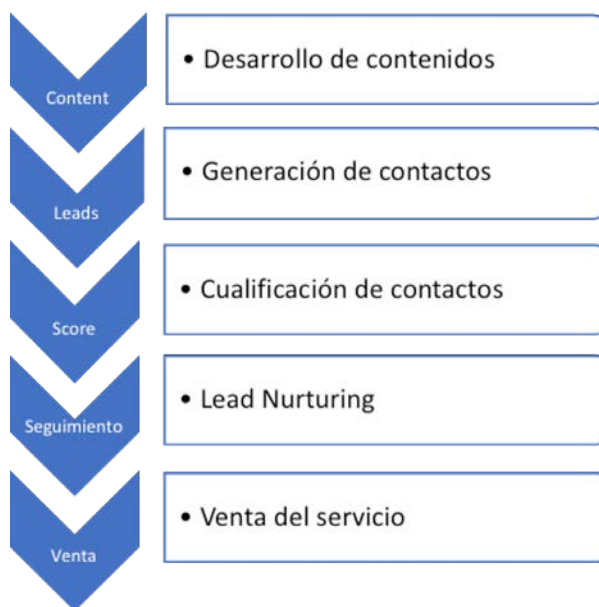 Content
• Desarrollo de contenidos
Leads
• Generación de contactos
Score
• Cualificación de contactos
Seguimiento
• Lead Nurturing
Venta
• Venta del servicio